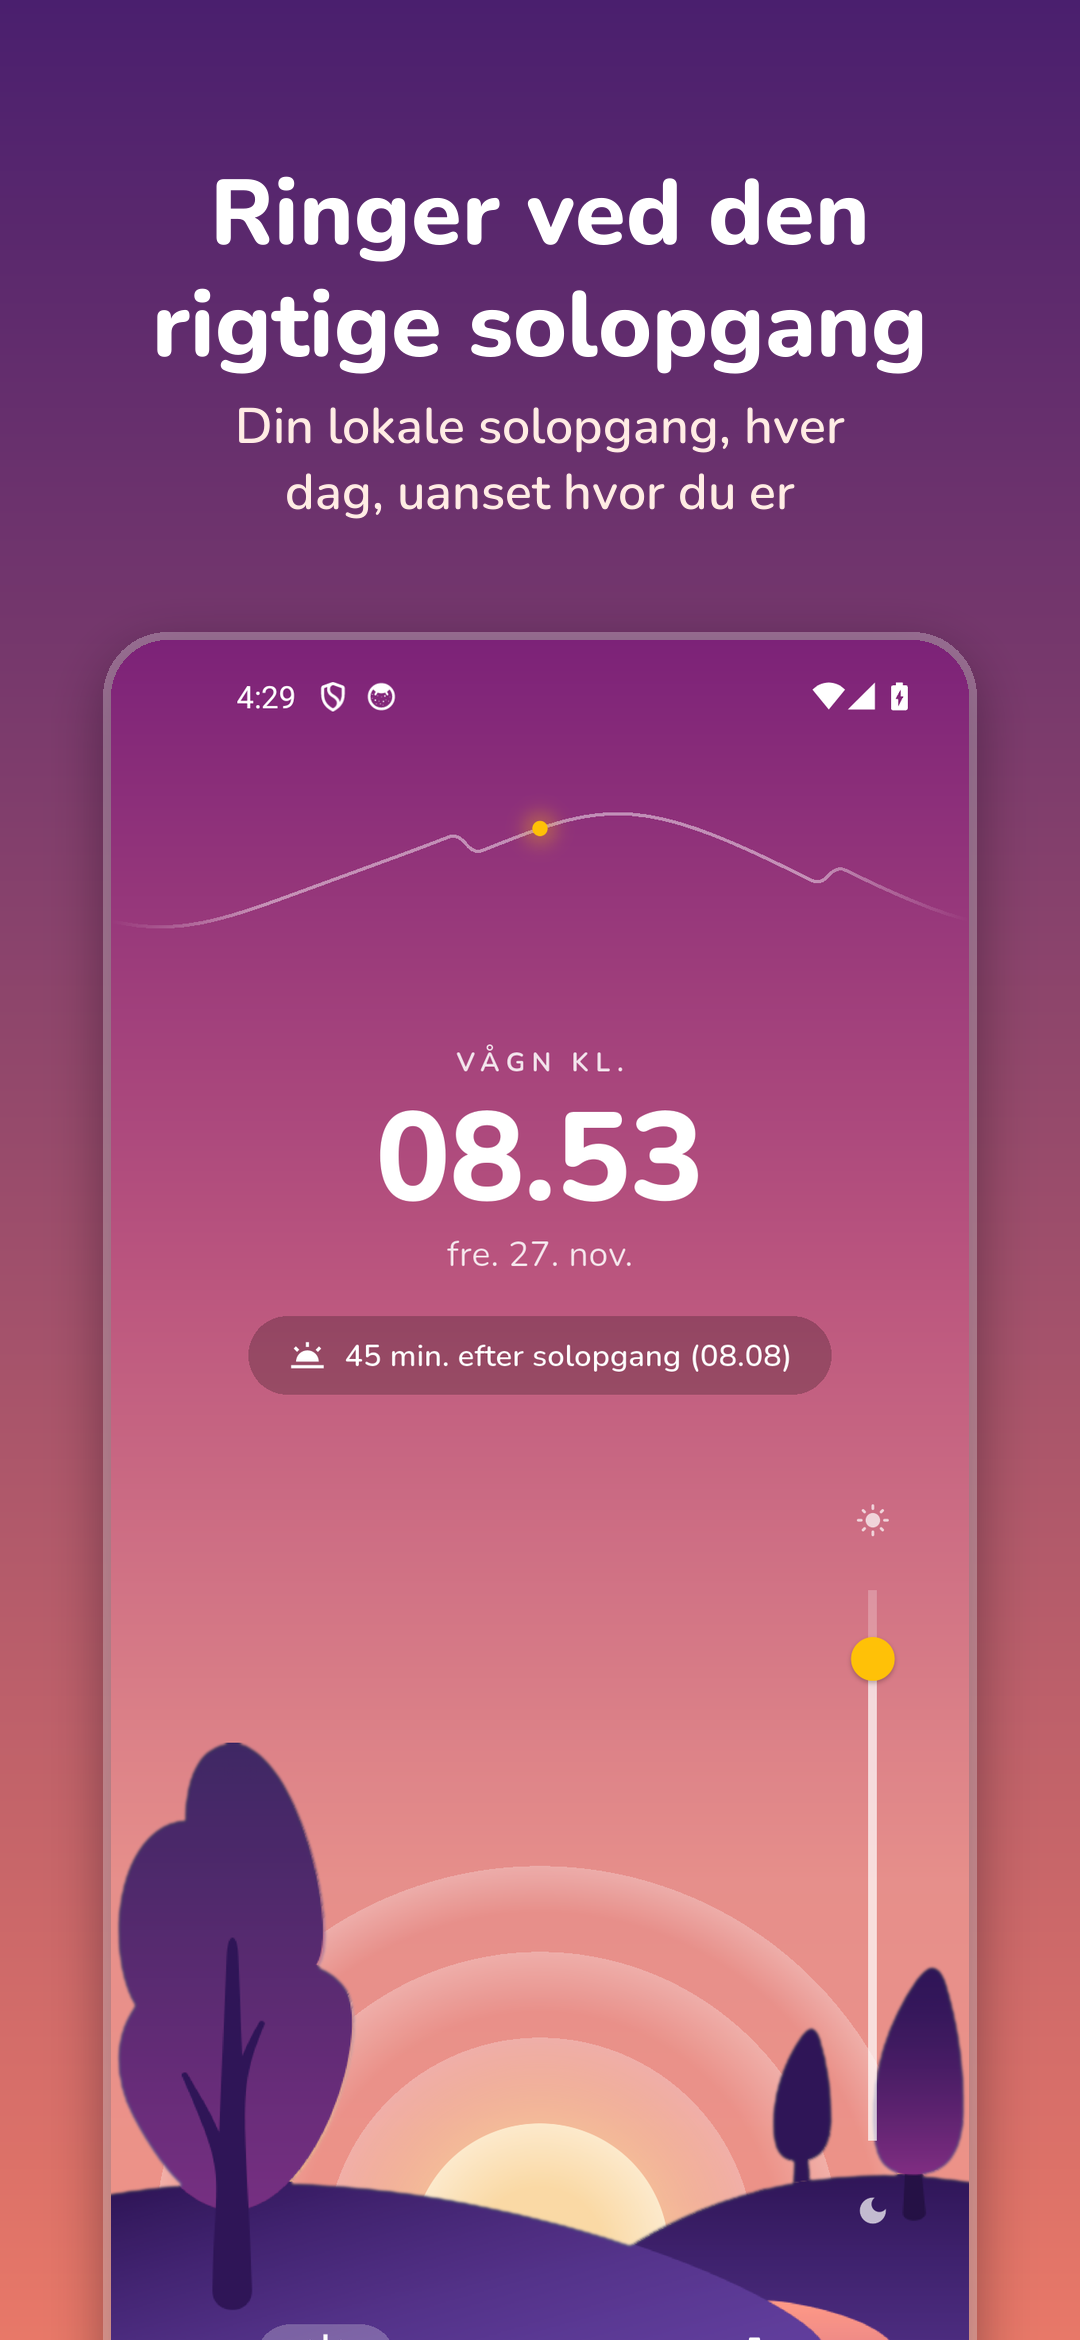 Ringer ved den
rigtige solopgang
Din lokale solopgang, hver
dag, uanset hvor du er
4:29
VÅGN KL.
08.53
fre. 27. nov.
45 min. efter solopgang (08.08)